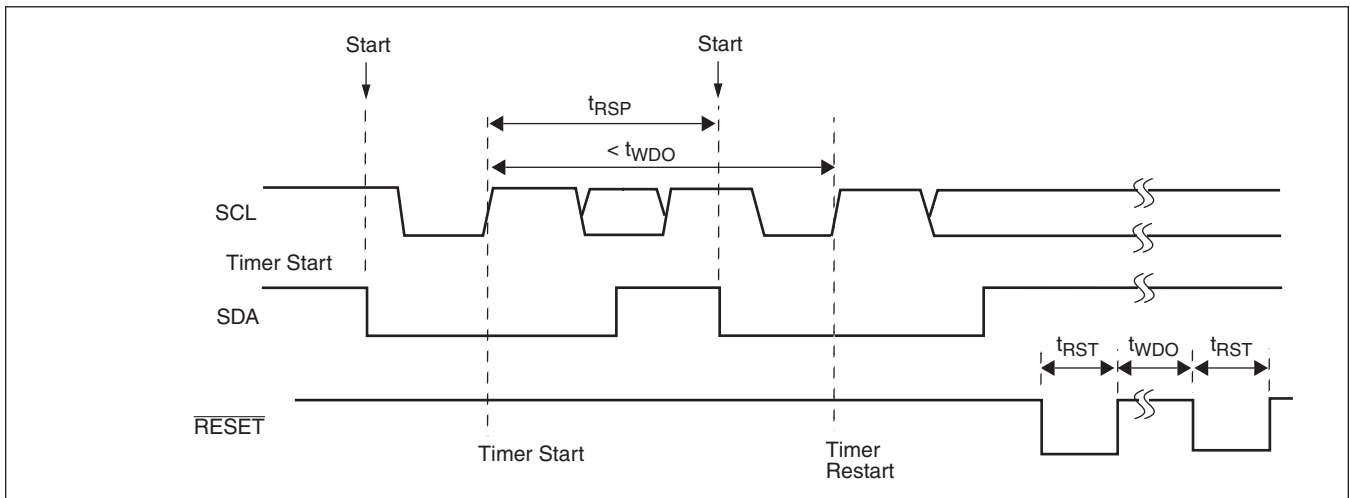 Start
Start
tRSP
< tWDO
SCL
Timer Start
SDA
tRST
tWDO
tRST
RESET
Timer Start
Timer
Restart